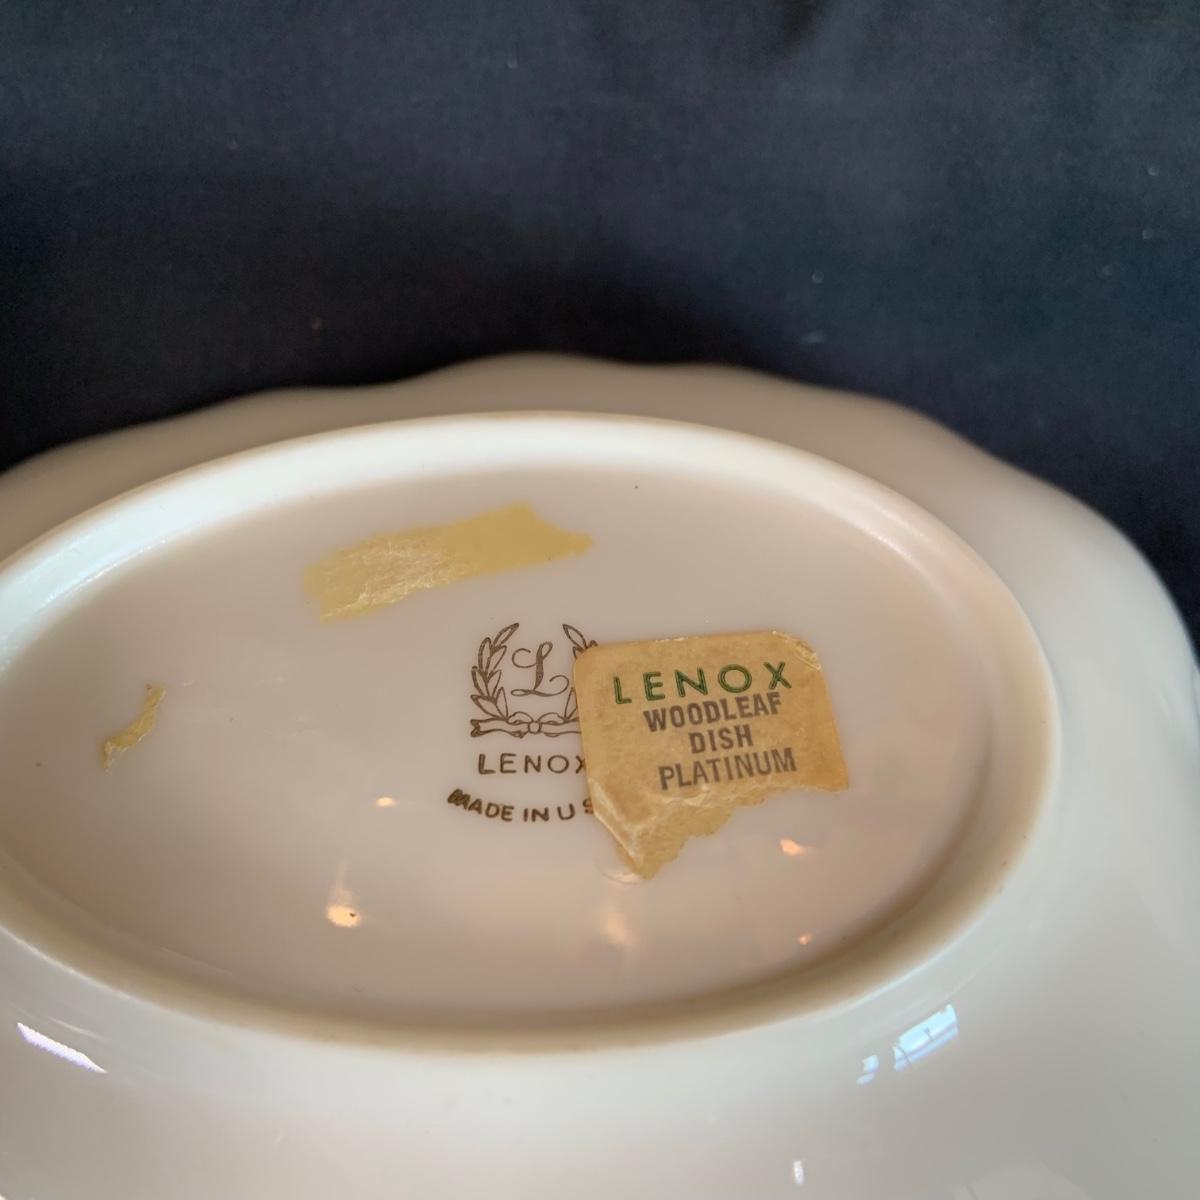 L
LENOX
MADE IN U S
LENOX
WOODLEAF
DISH
PLATINUM